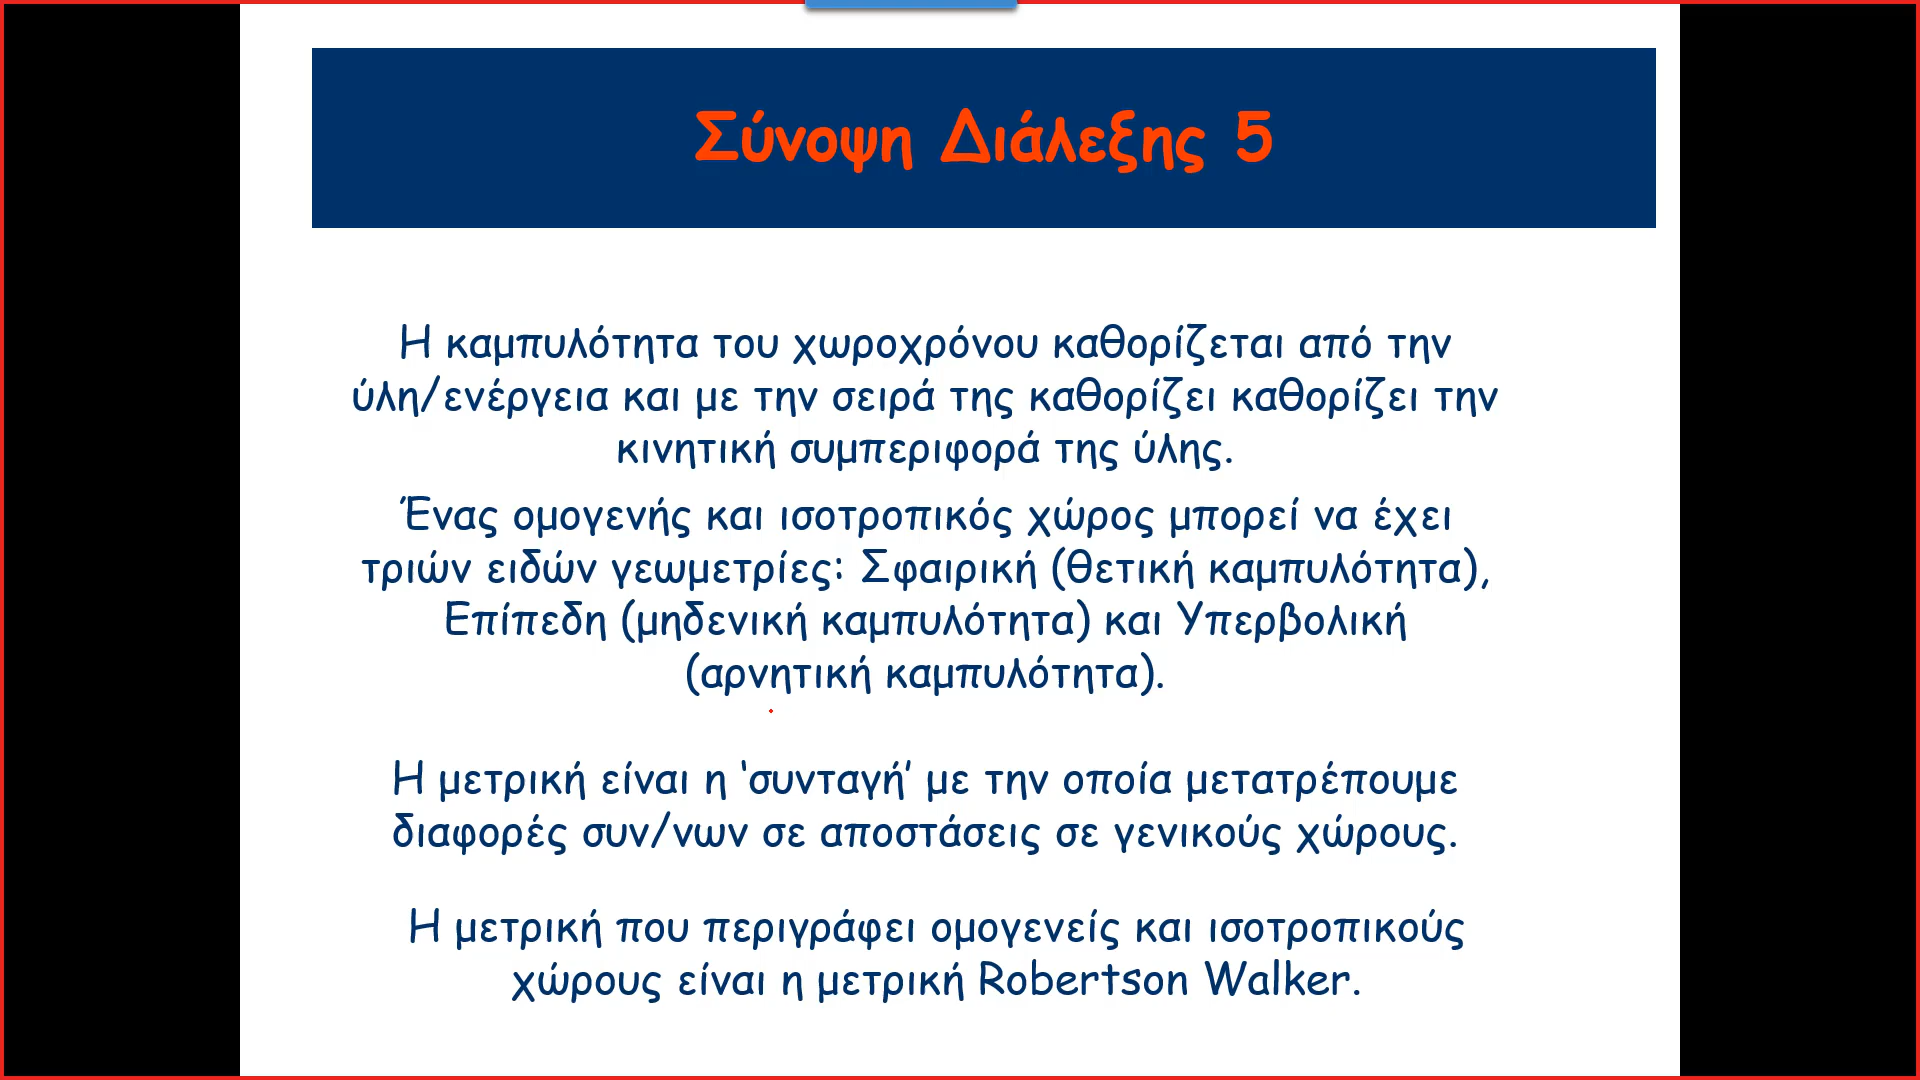 Σύνοψη Διάλεξης 5
Η καμπυλότητα του χωροχρόνου καθορίζεται από την
ύλη/ενέργεια και με την σειρά της καθορίζει καθορίζει την
κινητική συμπεριφορά της ύλης.
Ένας ομογενής και ισοτροπικός χώρος μπορεί να έχει
τριών ειδών γεωμετρίες: Σφαιρική (θετική καμπυλότητα),
Επίπεδη (μηδενική καμπυλότητα) και Υπερβολική
(αρνητική καμπυλότητα).
Η μετρική είναι η ‘συνταγή’ με την οποία μετατρέπουμε
διαφορές συν/νων σε αποστάσεις σε γενικούς χώρους.
Η μετρική που περιγράφει ομογενείς και ισοτροπικούς
χώρους είναι η μετρική Robertson Walker.